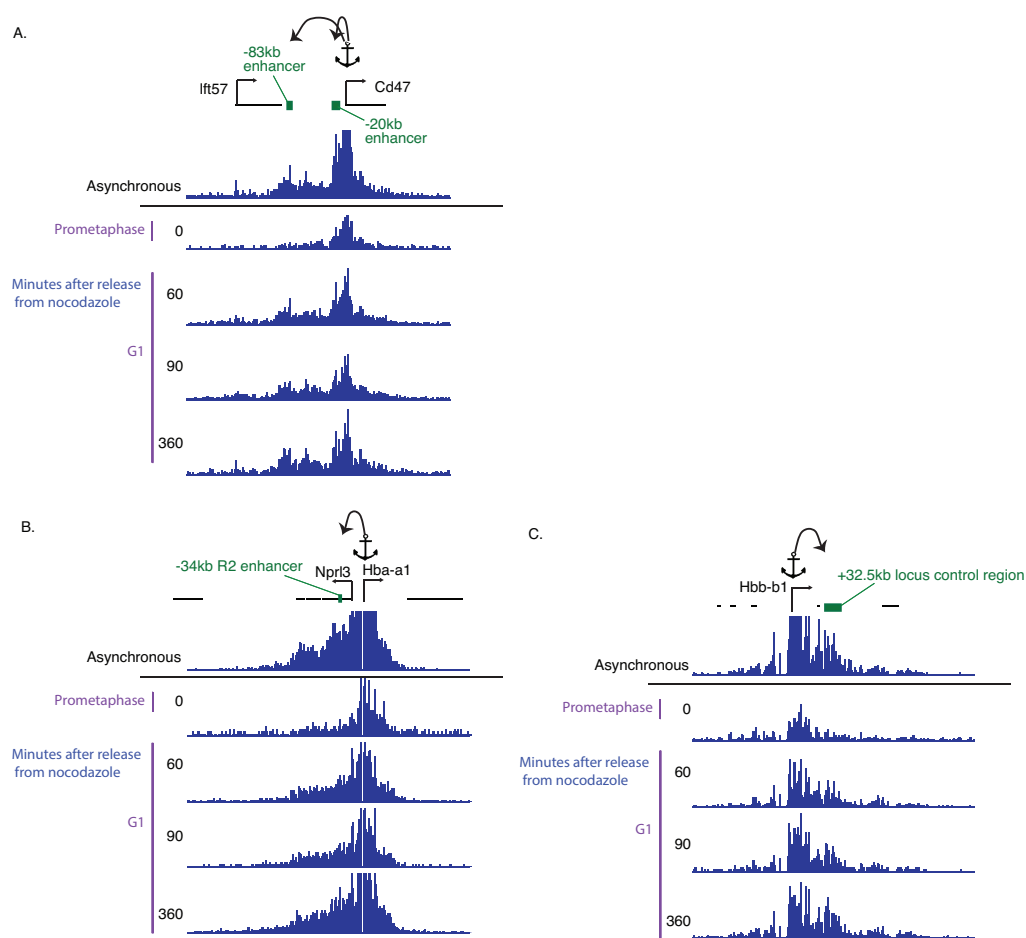 A.
-83kb
enhancer
Ift57
Cd47
-20kb
enhancer
Asynchronous
Prometaphase
0
Minutes after release
from nocodazole
60
G1
90
360
B.
-34kb R2 enhancer
Nprl3
Hba-a1
Asynchronous
Prometaphase
0
Minutes after release
from nocodazole
60
G1
90
360
C.
Hbb-b1
+32.5kb locus control region
Asynchronous
Prometaphase
0
Minutes after release
from nocodazole
60
G1
90
360